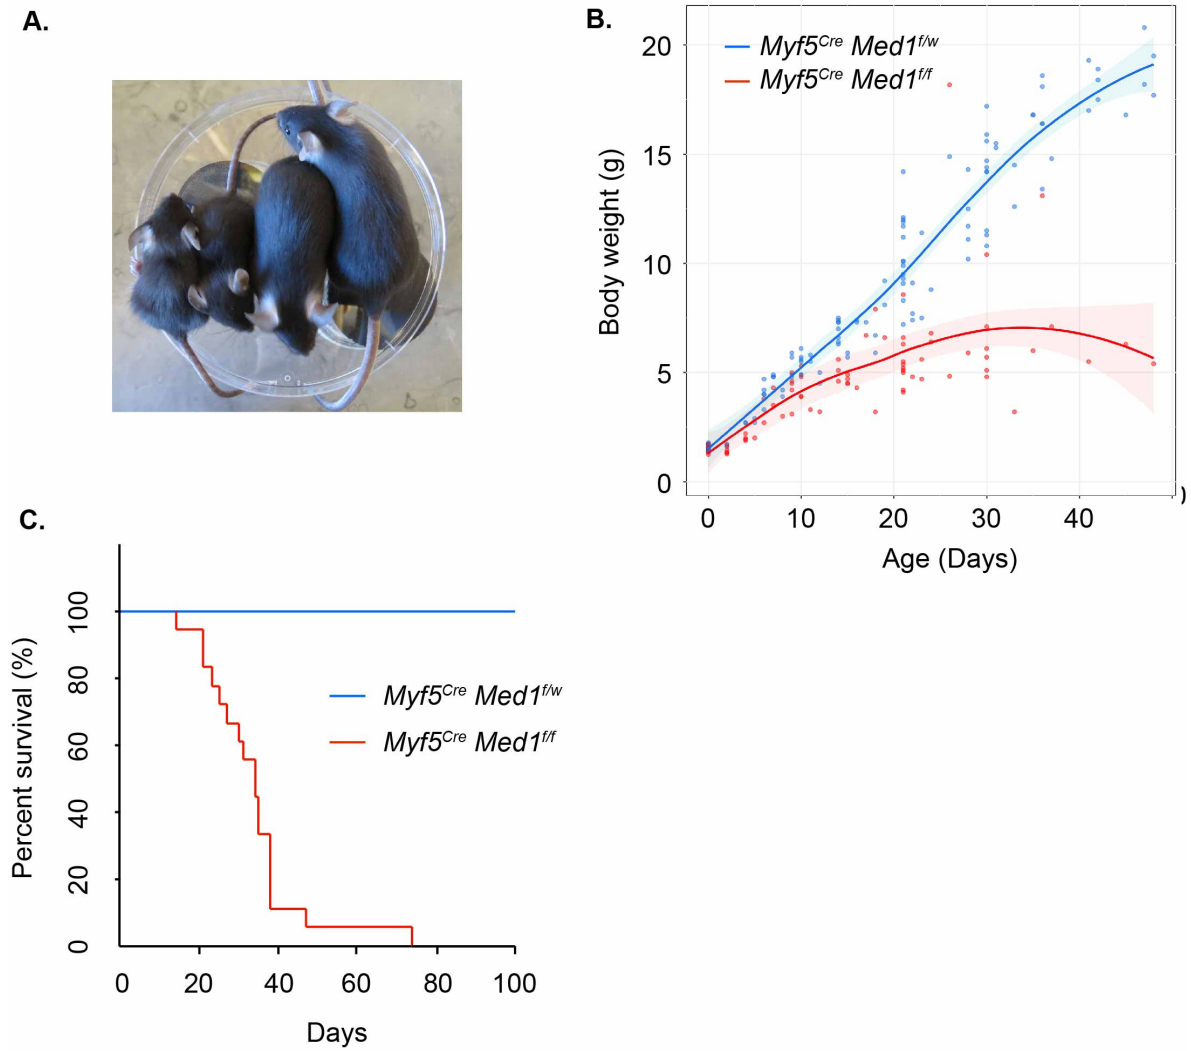 A.
B.
Myf5Cre Med1f/w
Myf5Cre Med1f/f
20
15
10
5
0
Body weight (g)
0 10 20 30 40
)
Age (Days)
C.
100
80
60
40
20
0
Percent survival (%)
Myf5Cre Med1f/w
Myf5Cre Med1f/f
0 20 40 60 80 100
Days